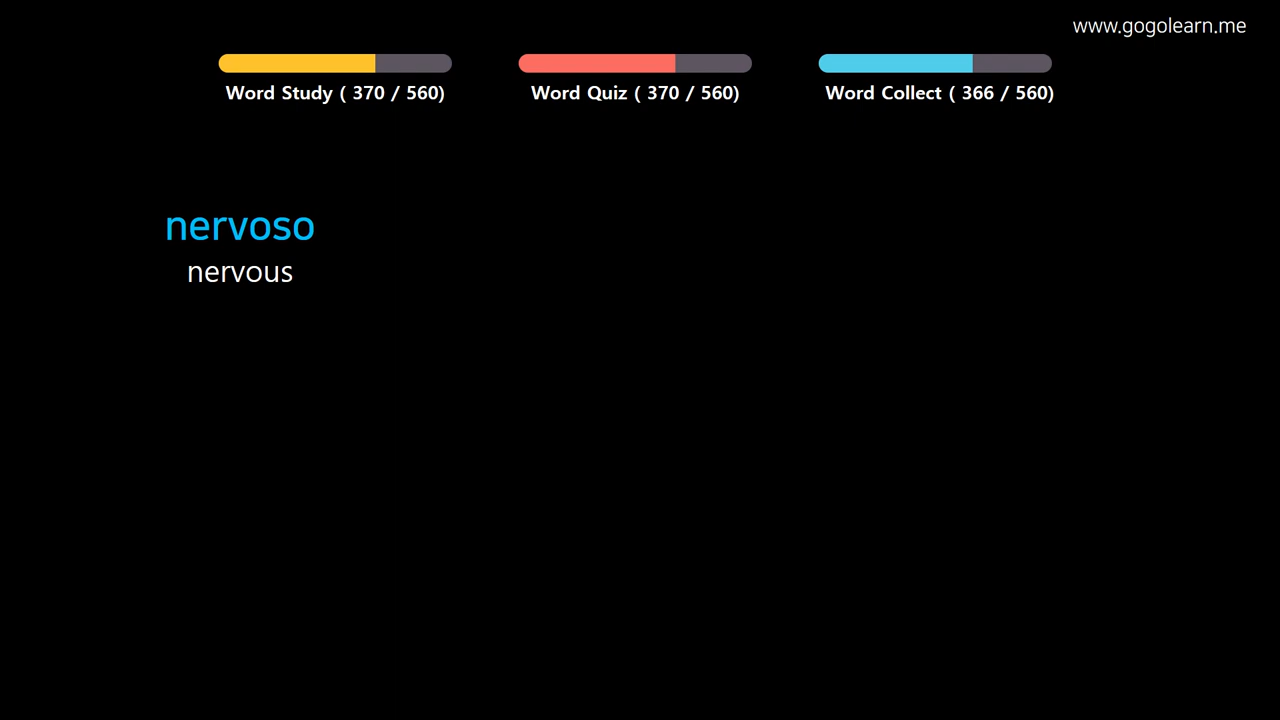 www.gogolearn.me
Word Study ( 370 / 560)
Word Quiz ( 370 / 560)
Word Collect ( 366 / 560)
nervoso
nervous